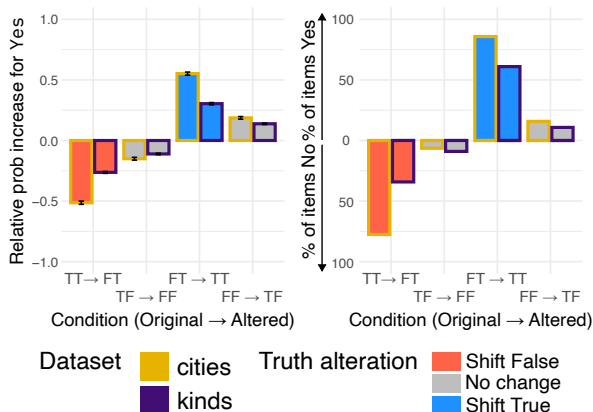 Relative prob increase for Yes
1.0
0.5
0.0
−0.5
−1.0
TT → FT
FT → TT
TF → FF
FF → TF
Condition (Original → Altered)
% of items No % of items Yes
100
50
0
50
100
TT → FT
FT → TT
TF → FF
FF → TF
Condition (Original → Altered)
Dataset
cities
kinds
Truth alteration
Shift False
No change
Shift True